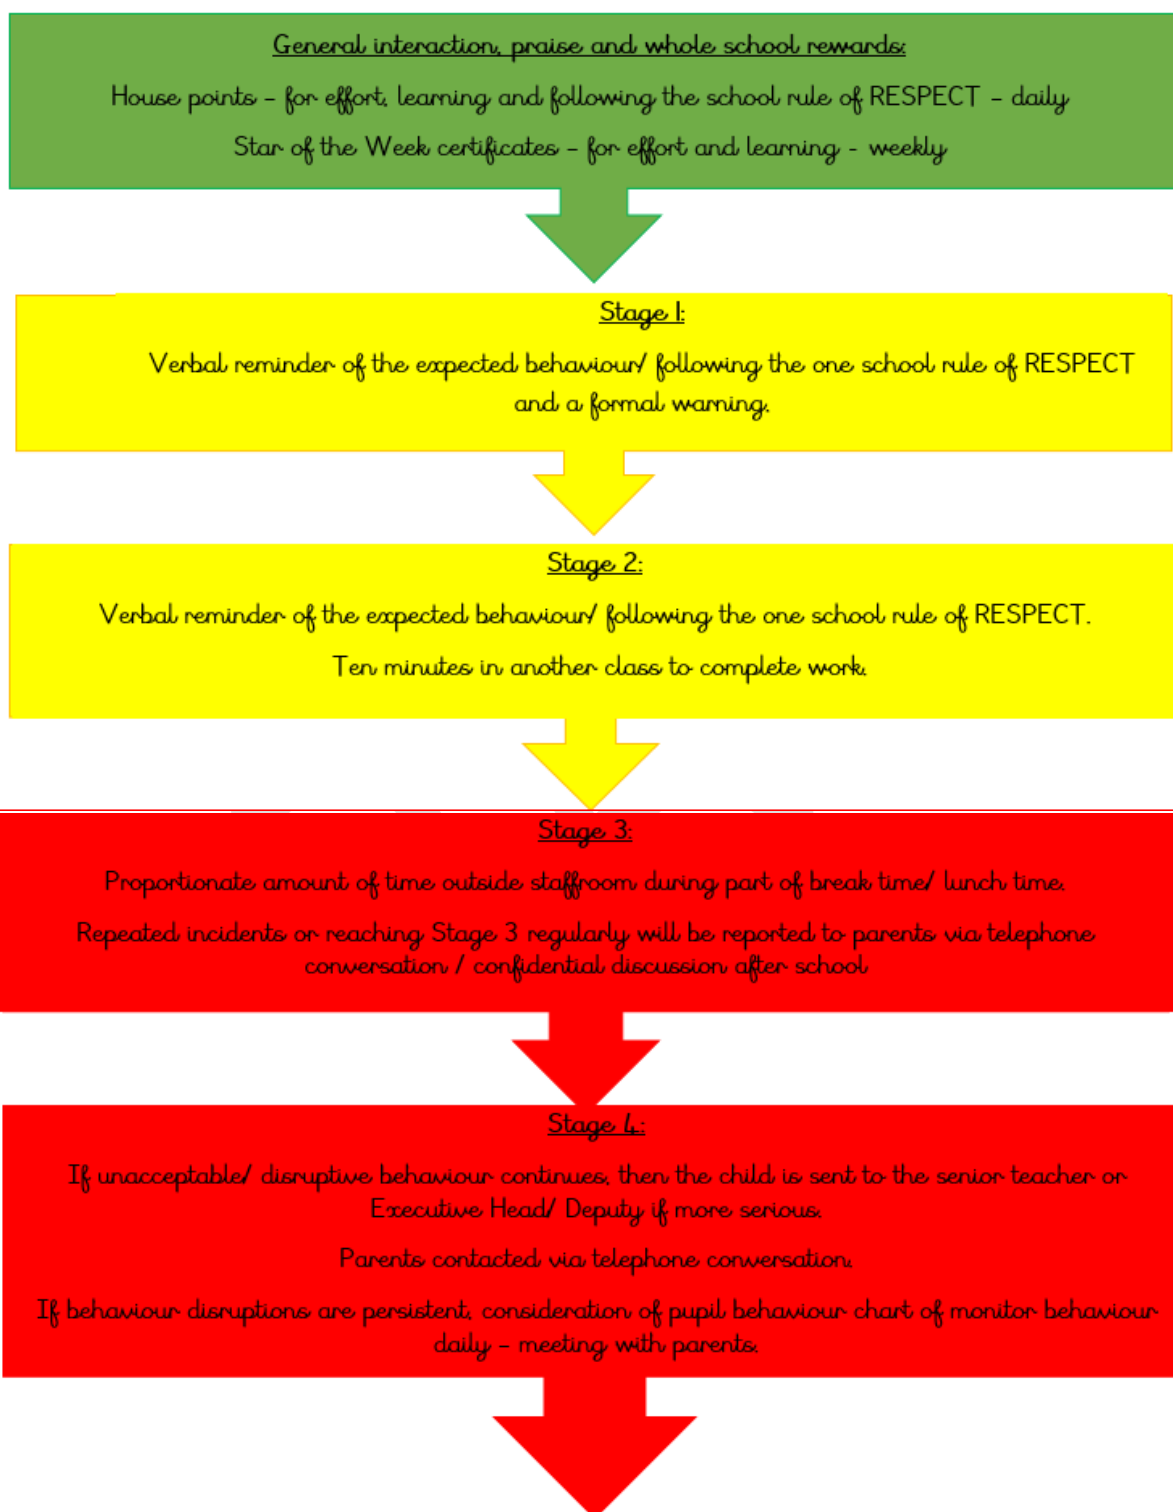 General interaction, praise and whole school rewards:
House points – for effort, learning and following the school rule of RESPECT – daily
Star of the Week certificates – for effort and learning - weekly
Stage 1:
Verbal reminder of the expected behaviour/ following the one school rule of RESPECT
and a formal warning.
Stage 2:
Verbal reminder of the expected behaviour/ following the one school rule of RESPECT.
Ten minutes in another class to complete work.
Stage 3:
Proportionate amount of time outside staffroom during part of break time/ lunch time.
Repeated incidents or reaching Stage 3 regularly will be reported to parents via telephone
conversation / confidential discussion after school
Stage 4:
If unacceptable/ disruptive behaviour continues, then the child is sent to the senior teacher or
Executive Head/ Deputy if more serious.
Parents contacted via telephone conversation.
If behaviour disruptions are persistent, consideration of pupil behaviour chart of monitor behaviour
daily – meeting with parents.